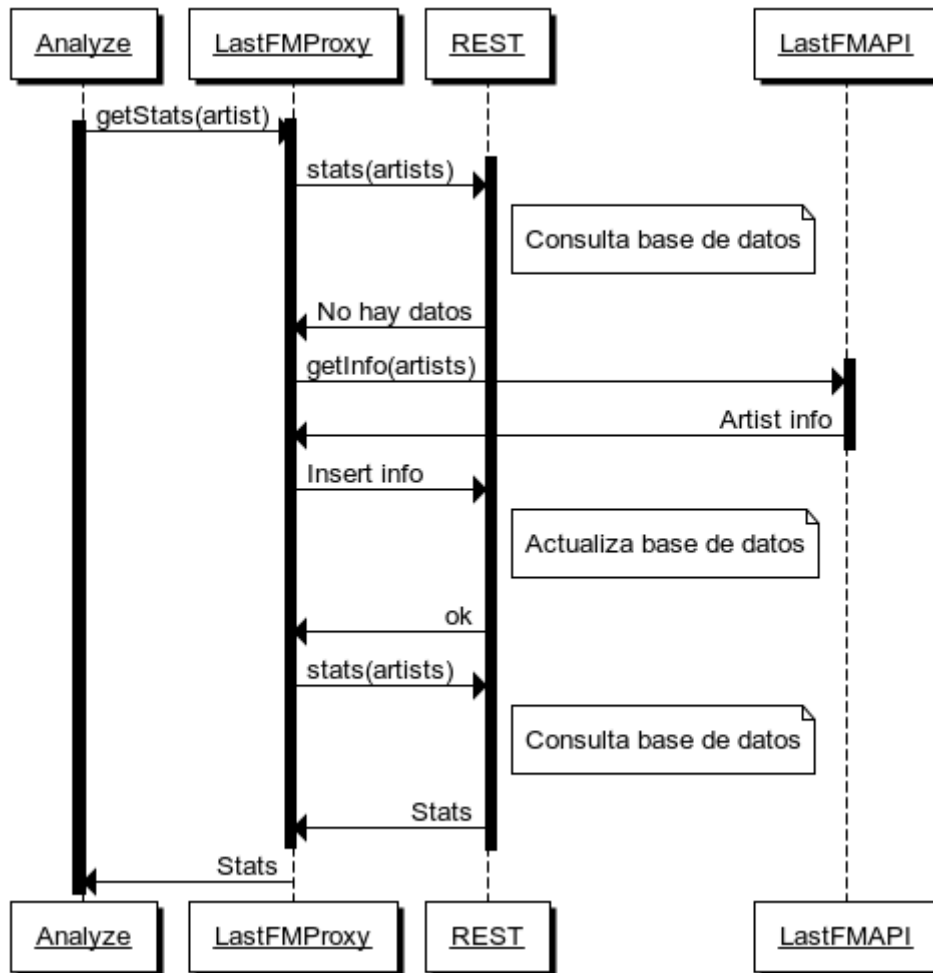 Analyze
LastFMProxy
REST
LastFMAPI
getStats(artist)
stats(artists)
Consulta base de datos
No hay datos
getInfo(artists)
Artist info
Insert info
Actualiza base de datos
ok
stats(artists)
Consulta base de datos
Stats
Stats
Analyze
LastFMProxy
REST
LastFMAPI